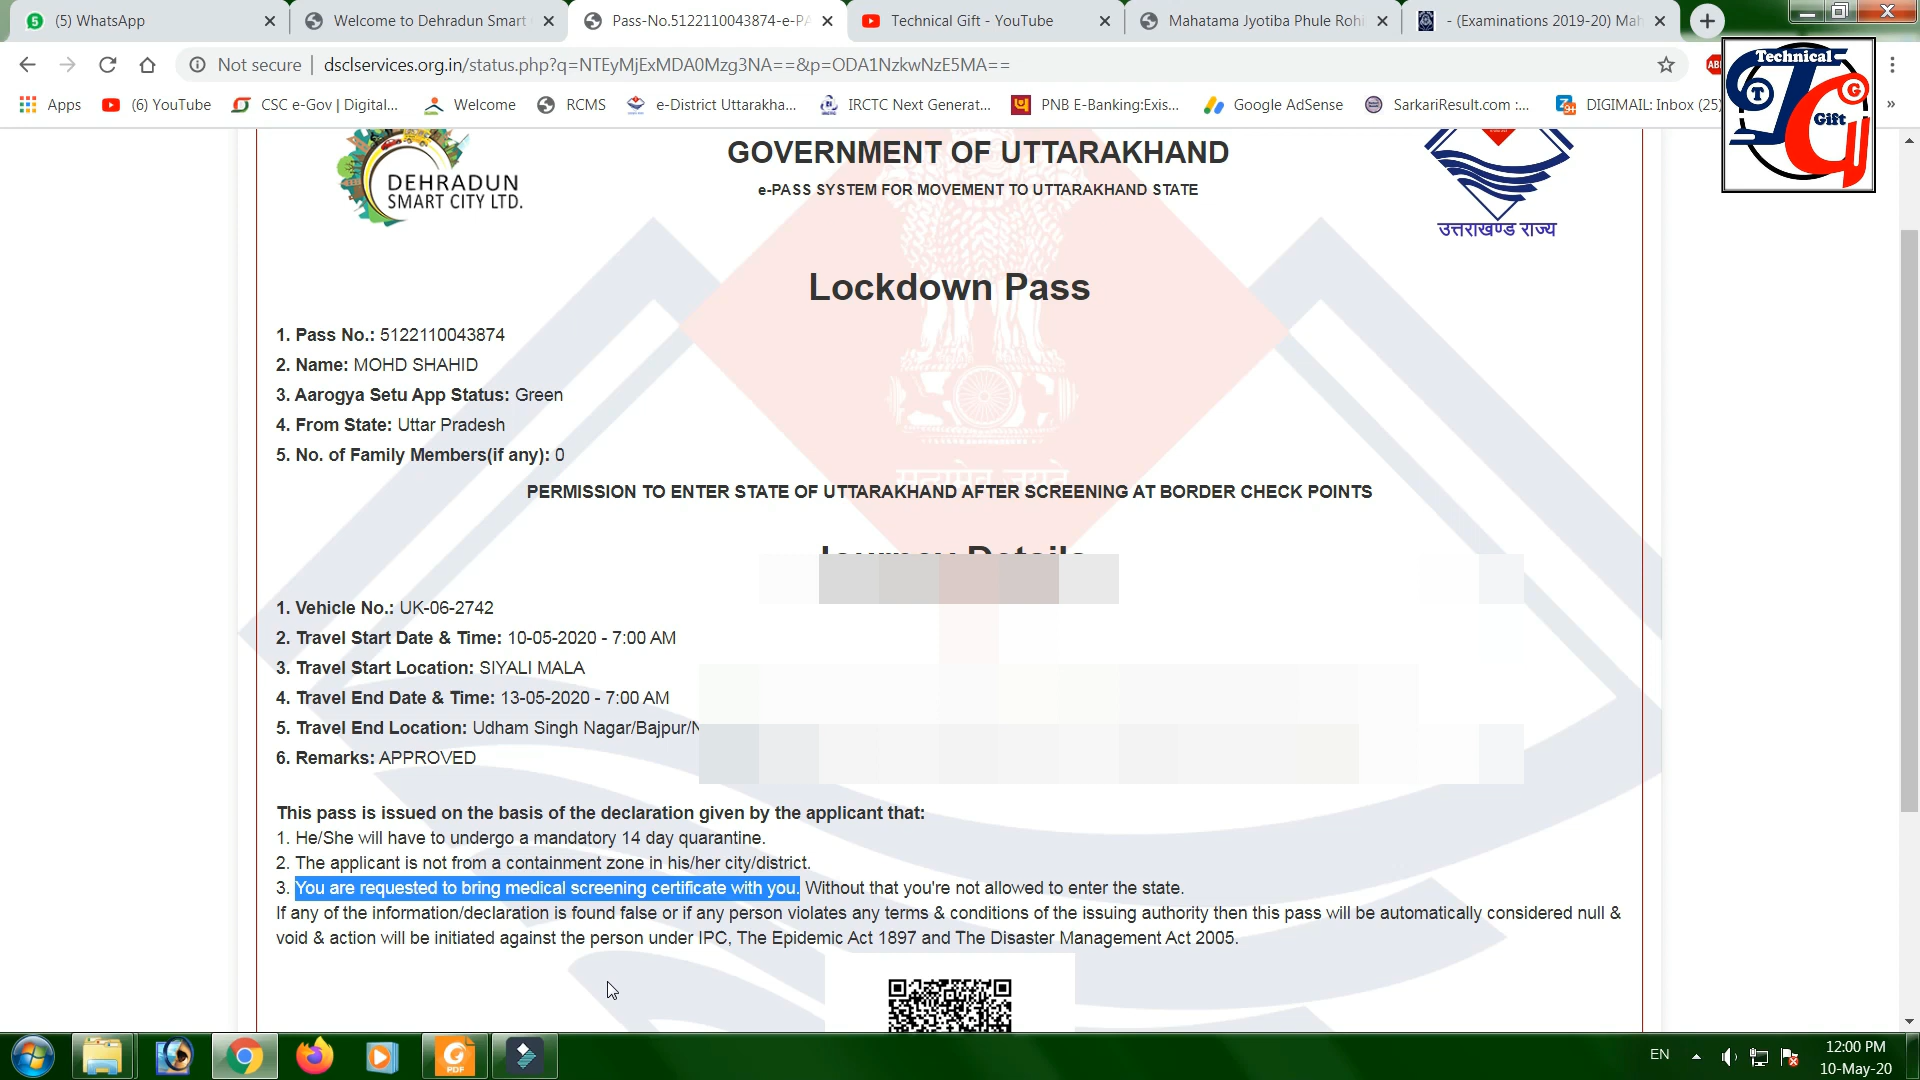 (5) WhatsApp
Welcome to Dehradun Smart
Pass-No.5122110043874-e-PA
Technical Gift - YouTube
Mahatama Jyotiba Phule Rohi
- (Examinations 2019-20) Mah
Not secure | dsclservices.org.in/status.php?q=NTEyMjExMDA0Mzg3NA==&p=ODA1NzkwNzE5MA==
Apps
(6) YouTube
CSC e-Gov | Digital...
Welcome
RCMS
e-District Uttarakha...
IRCTC Next Generat...
PNB E-Banking:Exis...
Google AdSense
SarkariResult.com :...
DIGIMAIL: Inbox (25)
»
Technical
T
G
Gift
DEHRADUN
SMART CITY LTD.
GOVERNMENT OF UTTARAKHAND
e-PASS SYSTEM FOR MOVEMENT TO UTTARAKHAND STATE
उत्तराखण्ड राज्य
Lockdown Pass
1. Pass No.: 5122110043874
2. Name: MOHD SHAHID
3. Aarogya Setu App Status: Green
4. From State: Uttar Pradesh
5. No. of Family Members(if any): 0
सत्यमेव जयते
PERMISSION TO ENTER STATE OF UTTARAKHAND AFTER SCREENING AT BORDER CHECK POINTS
Journey Details
1. Vehicle No.: UK-06-2742
2. Travel Start Date & Time: 10-05-2020 - 7:00 AM
3. Travel Start Location: SIYALI MALA
4. Travel End Date & Time: 13-05-2020 - 7:00 AM
5. Travel End Location: Udham Singh Nagar/Bajpur/
6. Remarks: APPROVED
This pass is issued on the basis of the declaration given by the applicant that:
1. He/She will have to undergo a mandatory 14 day quarantine.
2. The applicant is not from a containment zone in his/her city/district.
3. You are requested to bring medical screening certificate with you. Without that you're not allowed to enter the state.
If any of the information/declaration is found false or if any person violates any terms & conditions of the issuing authority then this pass will be automatically considered null &
void & action will be initiated against the person under IPC, The Epidemic Act 1897 and The Disaster Management Act 2005.
PDF
EN
12:00 PM
10-May-20